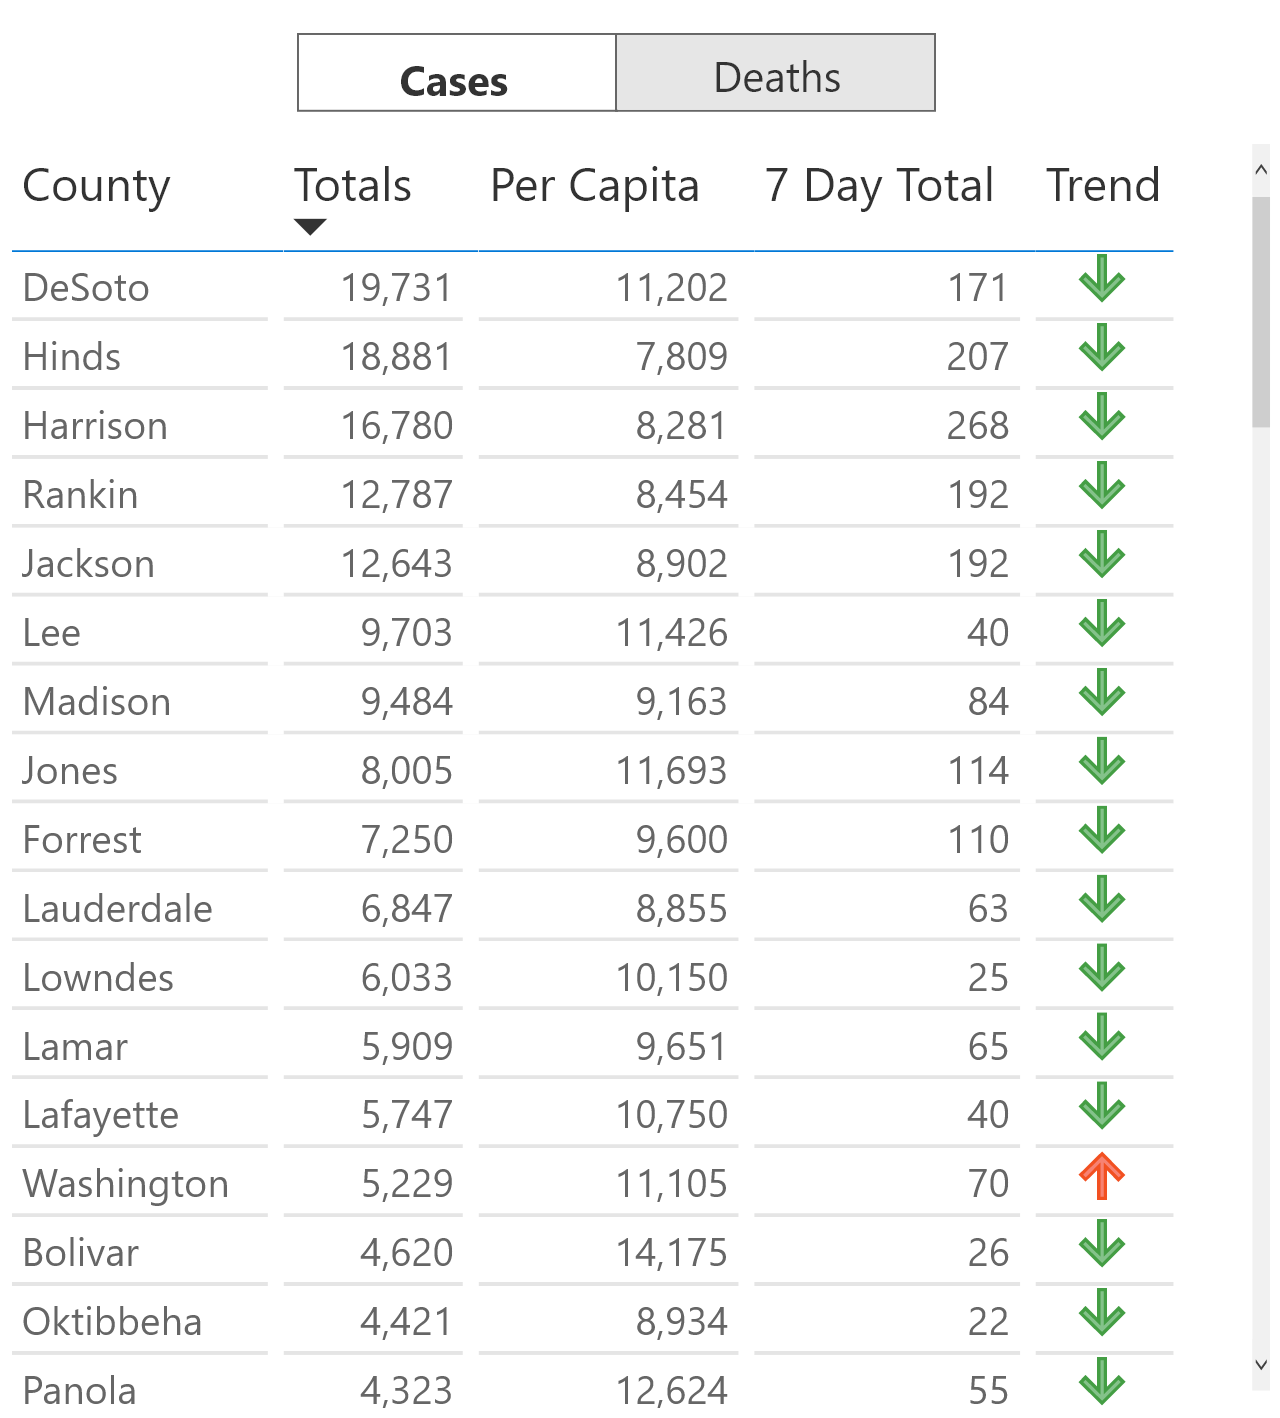 Cases Deaths
County Totals Per Capita 7 Day Total Trend
DeSoto 19,731 11,202 171
Hinds 18,881 7,809 207
Harrison 16,780 8,281 268
Rankin 12,787 8,454 192
Jackson 12,643 8,902 192
Lee 9,703 11,426 40
Madison 9,484 9,163 84
Jones 8,005 11,693 114
Forrest 7,250 9,600 110
Lauderdale 6,847 8,855 63
Lowndes 6,033 10,150 25
Lamar 5,909 9,651 65
Lafayette 5,747 10,750 40
Washington 5,229 11,105 70
Bolivar 4,620 14,175 26
Oktibbeha 4,421 8,934 22
Panola 4,323 12,624 55